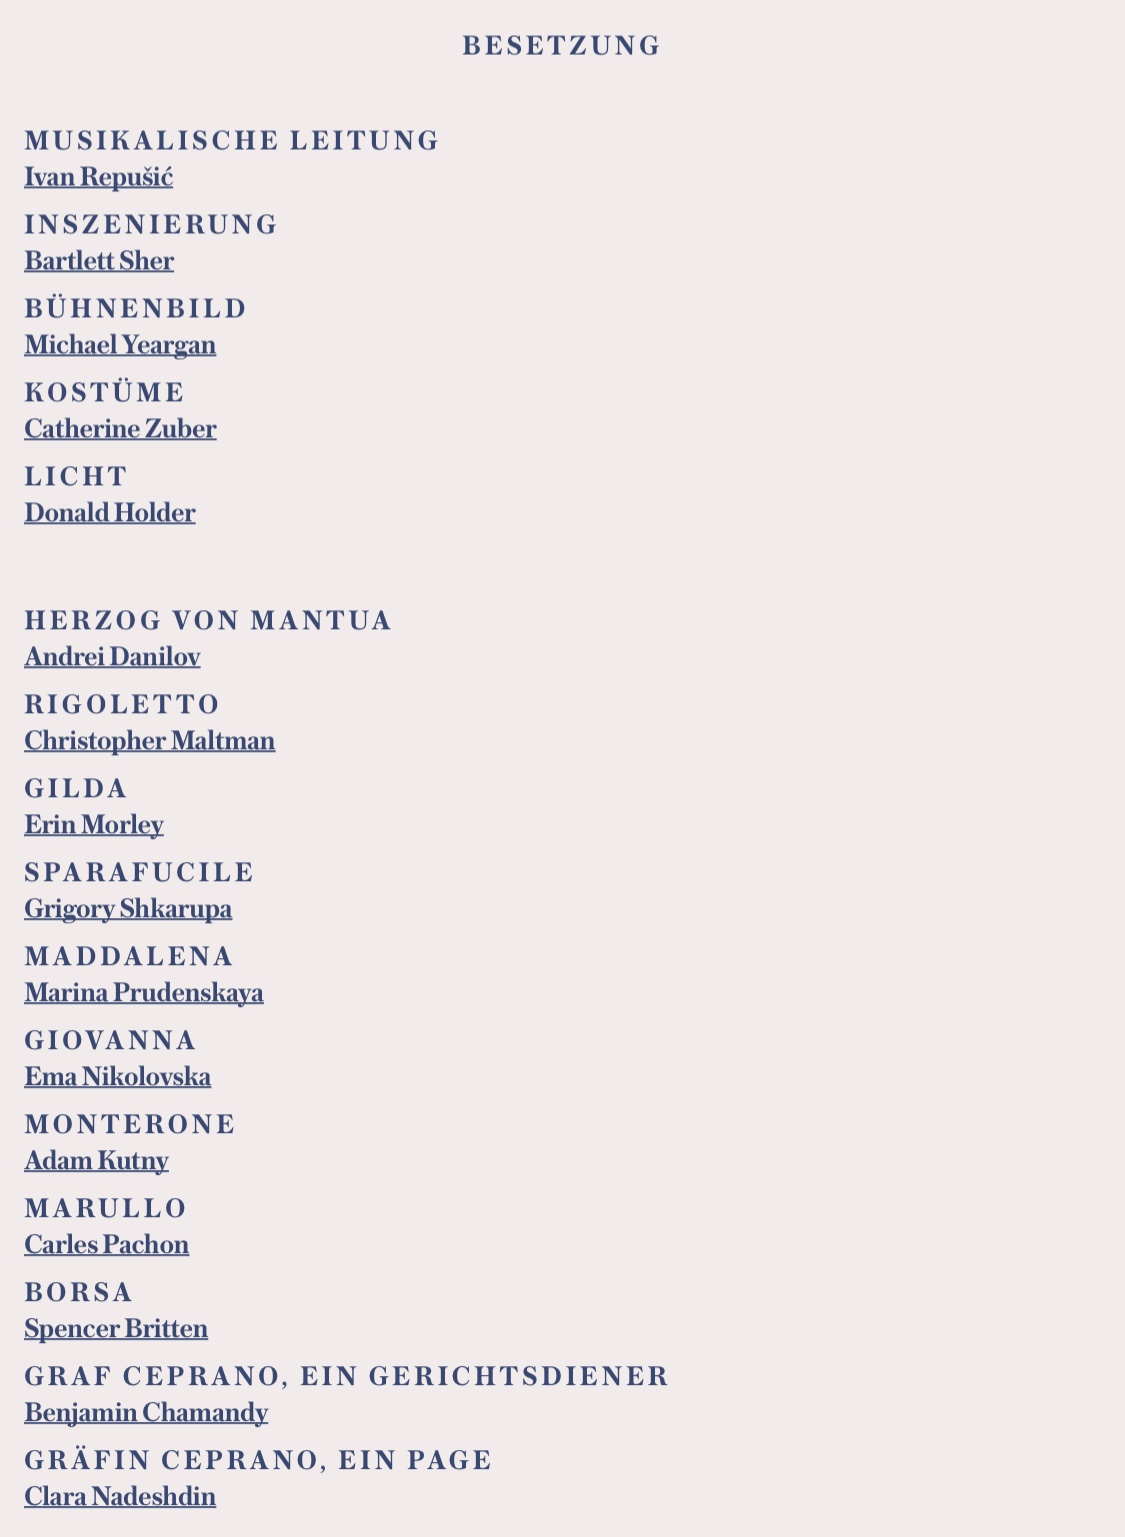 BESETZUNG
MUSIKALISCHE LEITUNG
Ivan Repušić
INSZENIERUNG
Bartlett Sher
BÜHNENBILD
Michael Yeargan
KOSTÜME
Catherine Zuber
LICHT
Donald Holder
HERZOG VON MANTUA
Andrei Danilov
RIGOLETTO
Christopher Maltman
GILDA
Erin Morley
SPARAFUCILE
Grigory Shkarupa
MADDALENA
Marina Prudenskaya
GIOVANNA
Ema Nikolovska
MONTERONE
Adam Kutny
MARULLO
Carles Pachon
BORSA
Spencer Britten
GRAF CEPRANO, EIN GERICHTSDIENER
Benjamin Chamandy
GRÄFIN CEPRANO, EIN PAGE
Clara Nadeshdin